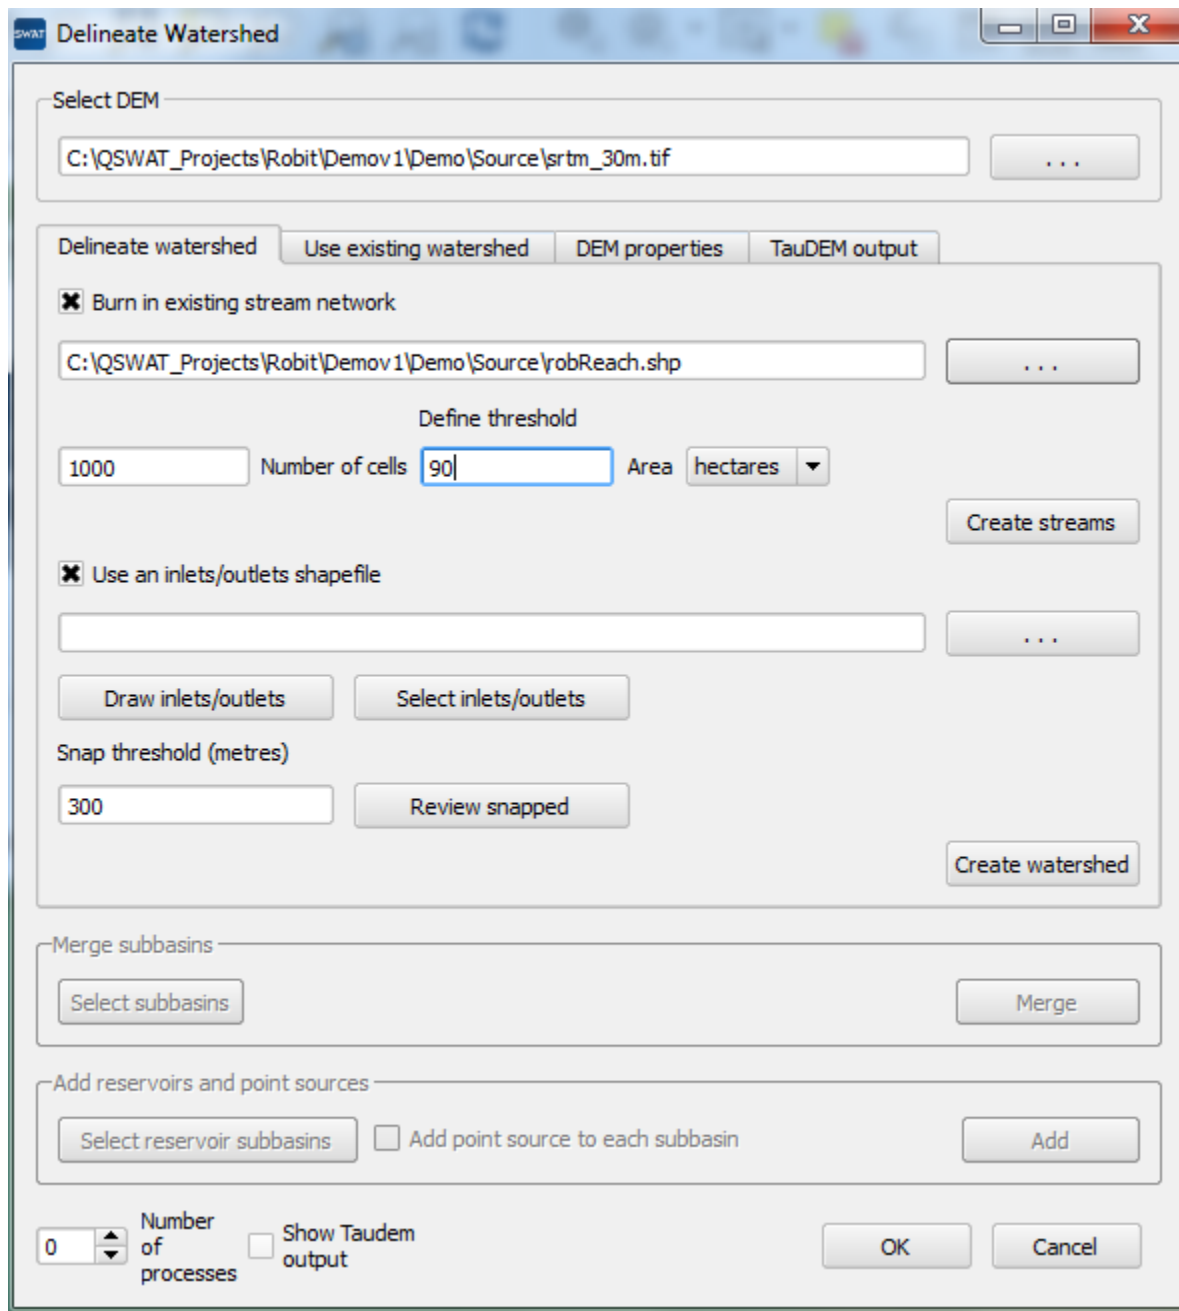 SWAT Delineate Watershed
Select DEM
C:\QSWAT_Projects\Robit\Demov1\Demo\Source\srtm_30m.tif ...
Delineate watershed Use existing watershed DEM properties TauDEM output
Burn in existing stream network
C:\QSWAT_Projects\Robit\Demov1\Demo\Source\robReach.shp ...
Define threshold
1000 Number of cells 90 Area hectares
Create streams
Use an inlets/outlets shapefile
...
Draw inlets/outlets Select inlets/outlets
Snap threshold (metres)
300 Review snapped
Create watershed
Merge subbasins
Select subbasins Merge
Add reservoirs and point sources
Select reservoir subbasins Add point source to each subbasin Add
0 Number of processes Show Taudem output OK Cancel